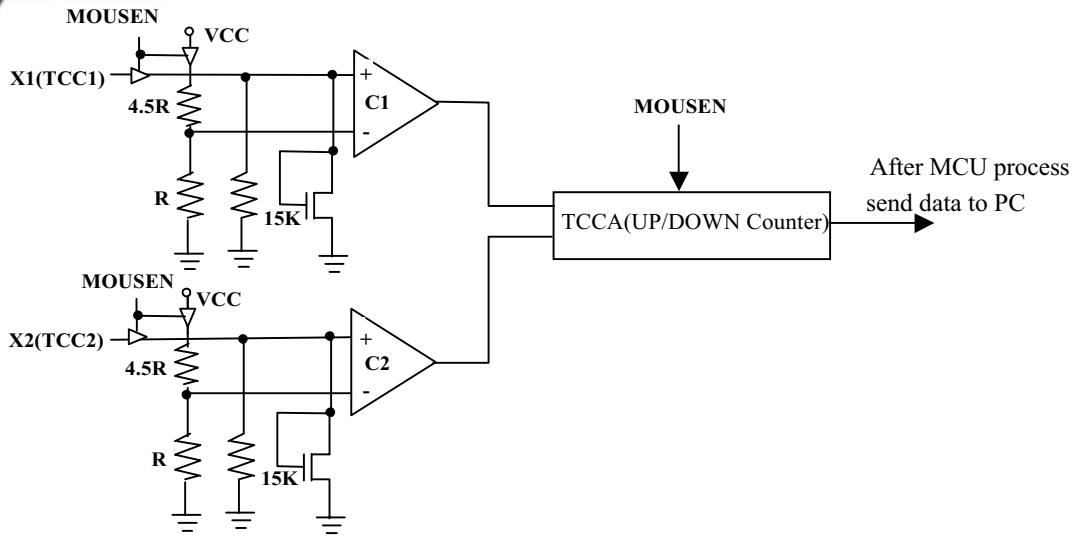 MOUSEN
VCC
X1(TCC1)
4.5R
+
C1
-
R
15K
MOUSEN
After MCU process
send data to PC
TCCA(UP/DOWN Counter)
MOUSEN
VCC
X2(TCC2)
4.5R
+
C2
-
R
15K